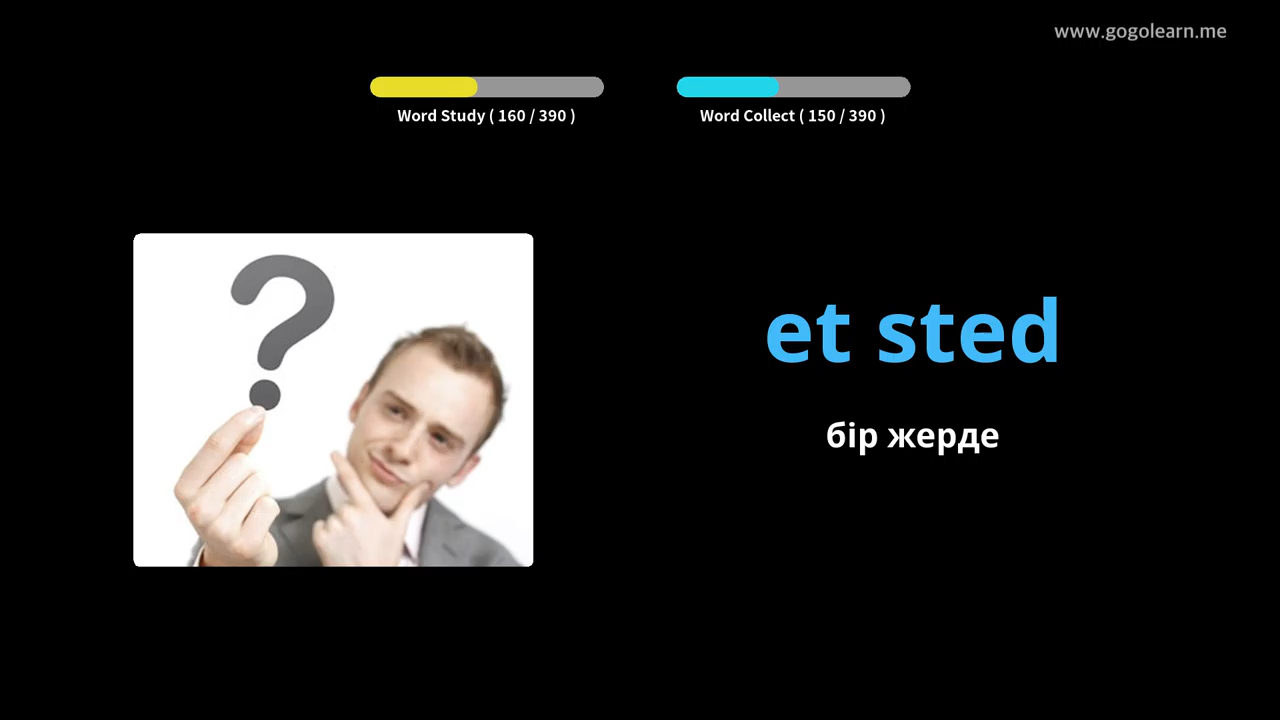 www.gogolearn.me
Word Study ( 160 / 390 )
Word Collect ( 150 / 390 )
?
et sted
бір жерде